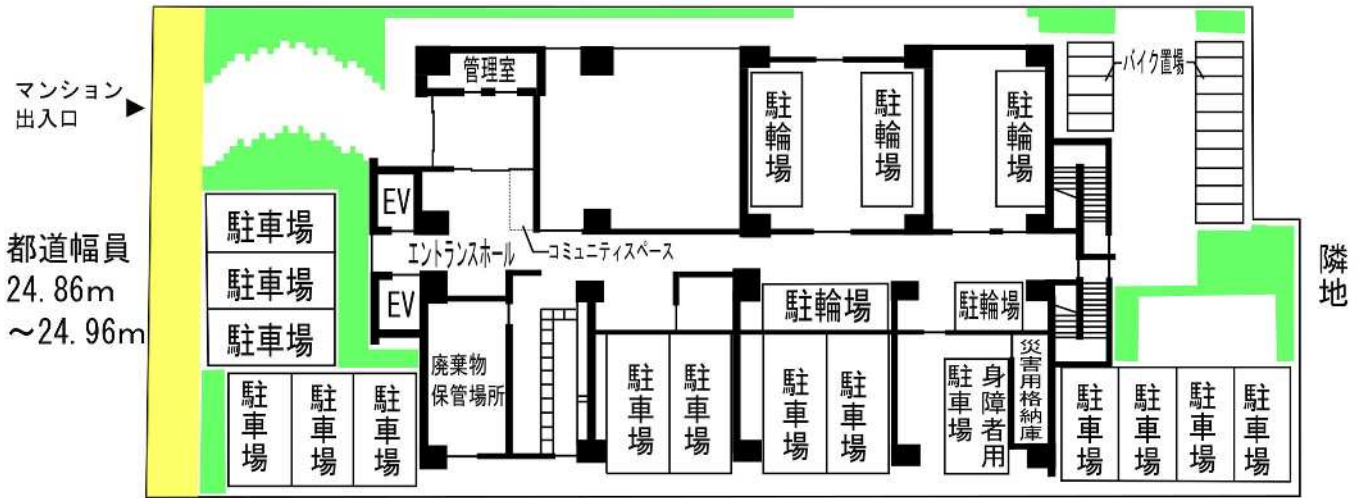 マンション
出入口
管理室
駐輪場
駐輪場
駐輪場
バイク置場
EV
駐車場
駐車場
駐車場
エントランスホール
コミュニティスペース
都道幅員
24.86m
～24.96m
隣地
EV
駐輪場
駐輪場
廃棄物
保管場所
駐車場
駐車場
駐車場
駐車場
駐車場
駐車場
駐車場
身障者用
駐車場
災害用格納庫
駐車場
駐車場
駐車場
駐車場